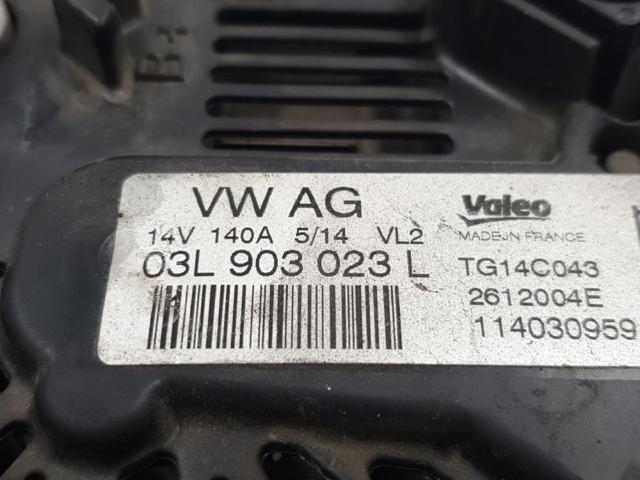 B+
VW AG
14V 140A 5/14 VL2
03L 903 023 L
Valeo
MADE IN FRANCE
TG14C043
2612004E
114030959